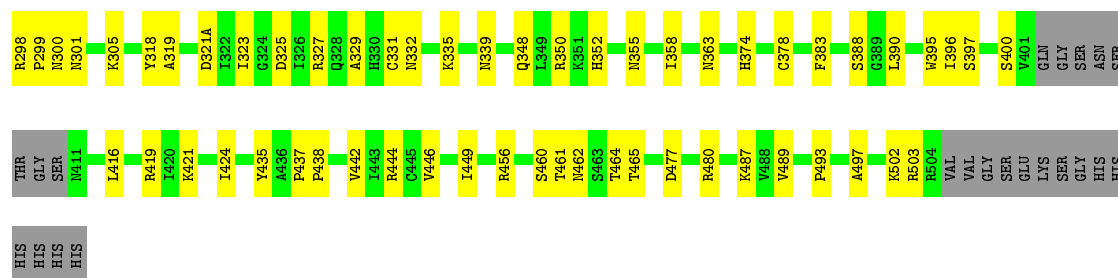 R298 P299 N300 N301 K305 Y318 A319 D321A I322 I323 G324 D325 I326 R327 Q328 A329 H330 C331 N332 K335 N339 Q348 L349 R350 K351 H352 N355 I358 N363 H374 C378 F383 S388 G389 L390 W395 I396 S397 S400 V401 GLN GLY SER ASN SER
THR GLY SER N411 L416 R419 I420 K421 I424 Y435 A436 P437 P438 V442 I443 R444 C445 V446 I449 R456 S460 T461 N462 S463 T464 T465 D477 R480 K487 V488 V489 P493 A497 K502 R503 R504 VAL VAL GLY SER GLU LYS SER GLY HIS HIS
HIS HIS HIS HIS